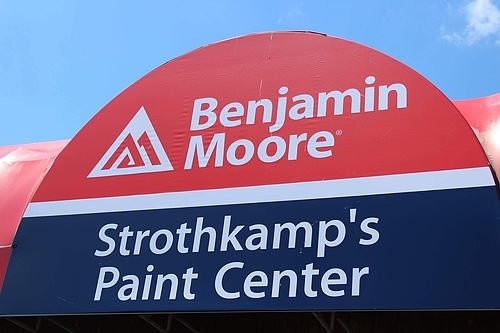 Benjamin
Moore®
Strothkamp's
Paint Center